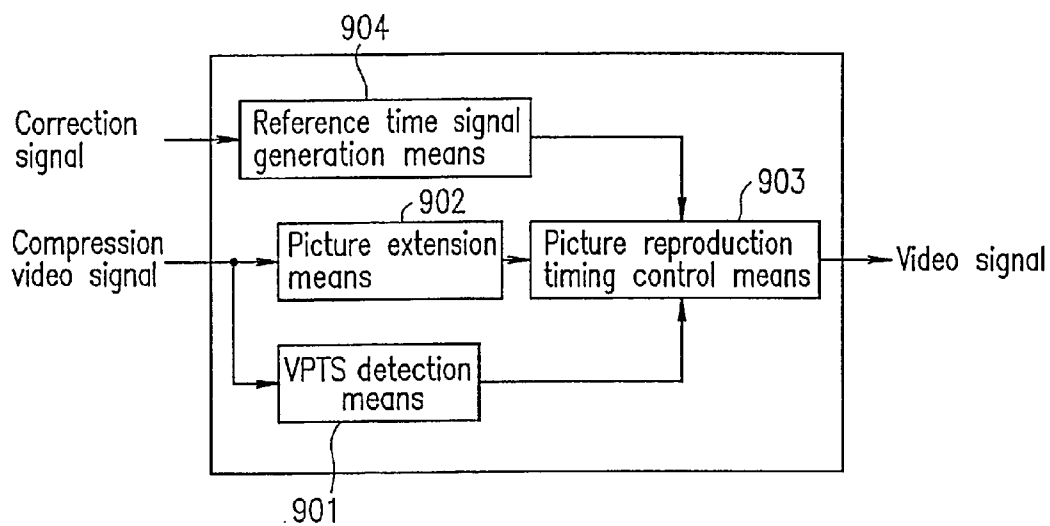 904
Correction
signal
Reference time signal
generation means
902
903
Compression
video signal
Picture extension
means
Picture reproduction
timing control means
Video signal
VPTS detection
means
901